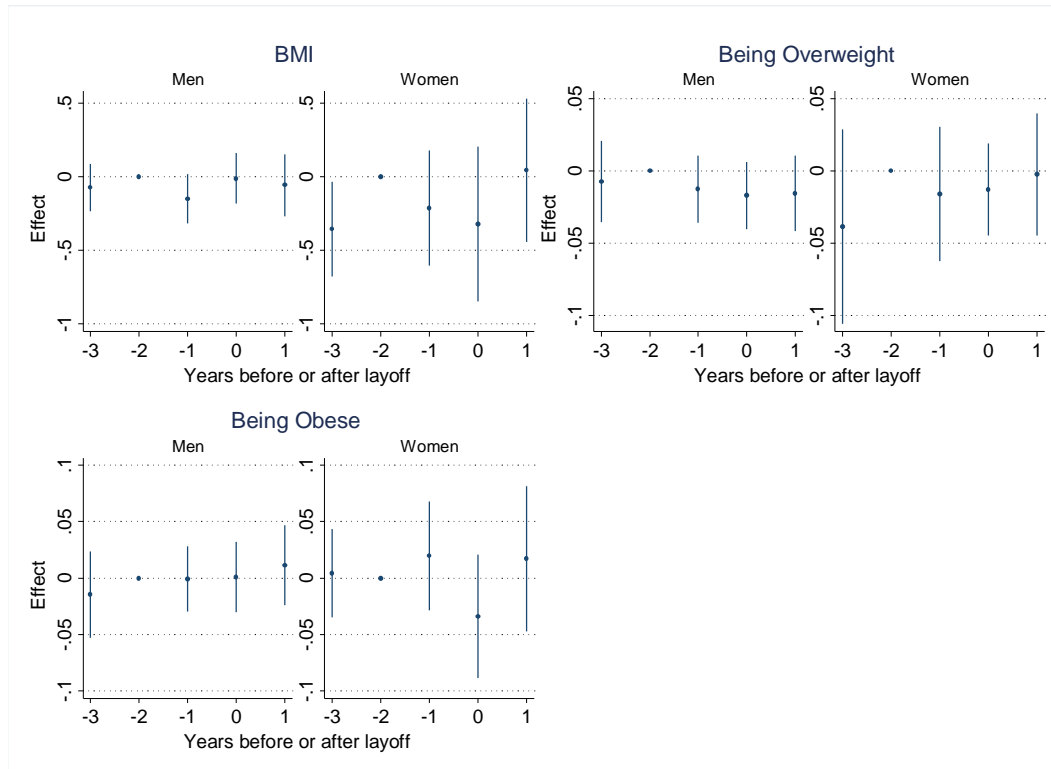 BMI
Men
Women
Effect
.5
0
-.5
-1
.5
0
-.5
-1
-3 -2 -1 0 1
-3 -2 -1 0 1
Years before or after layoff
Being Overweight
Men
Women
Effect
.05
0
-.05
-.1
.05
0
-.05
-.1
-3 -2 -1 0 1
-3 -2 -1 0 1
Years before or after layoff
Being Obese
Men
Women
Effect
.1
.05
0
-.05
-.1
.1
.05
0
-.05
-.1
-3 -2 -1 0 1
-3 -2 -1 0 1
Years before or after layoff